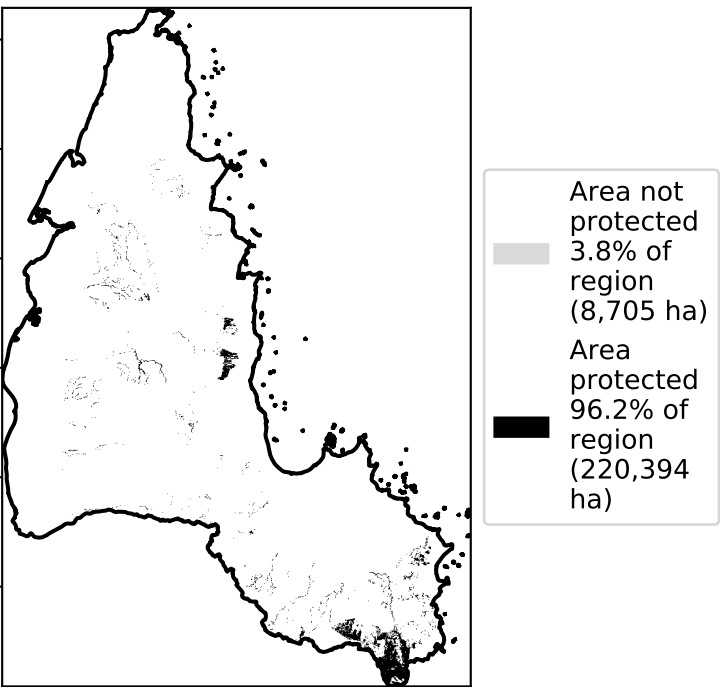 Area not
protected
3.8% of
region
(8,705 ha)
Area
protected
96.2% of
region
(220,394
ha)